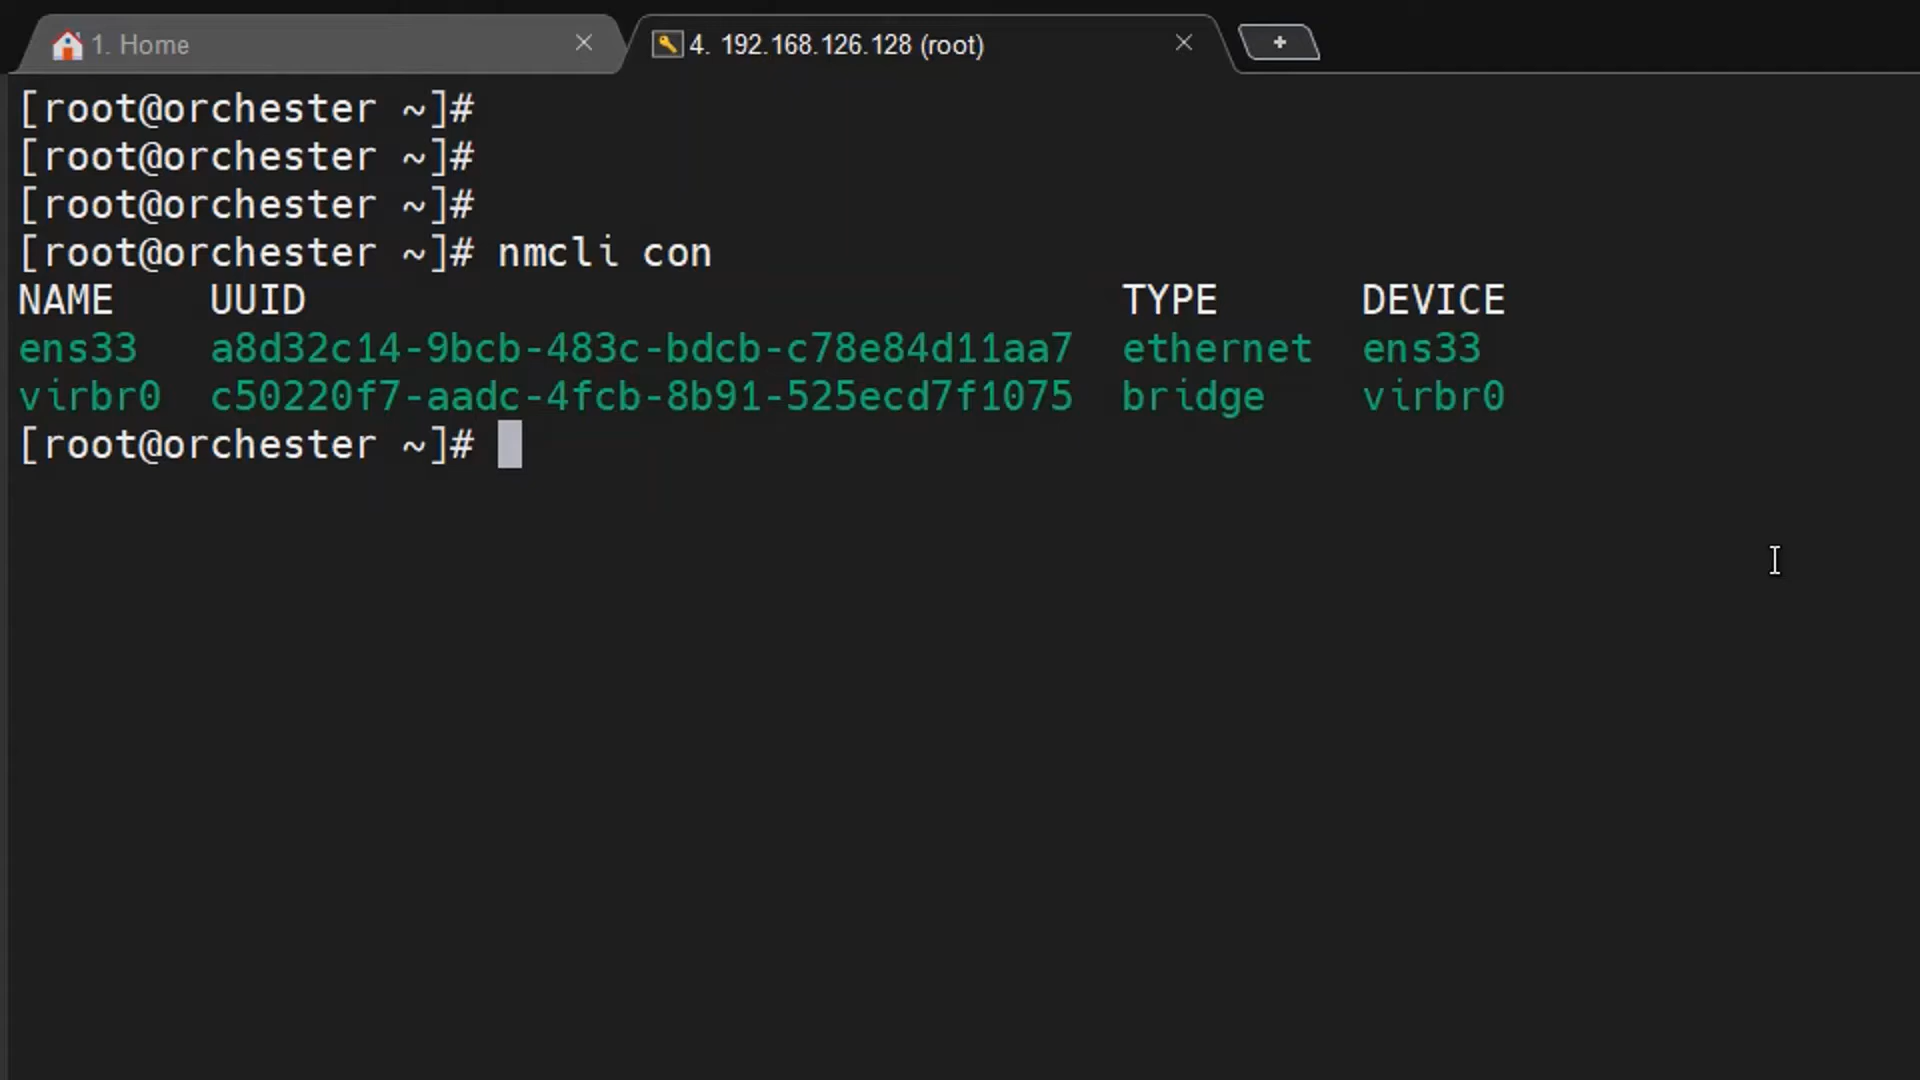 1. Home
4. 192.168.126.128 (root)
[root@orchester ~]#
[root@orchester ~]#
[root@orchester ~]#
[root@orchester ~]# nmcli con
NAME UUID TYPE DEVICE
ens33 a8d32c14-9bcb-483c-bdcb-c78e84d11aa7 ethernet ens33
virbr0 c50220f7-aadc-4fcb-8b91-525ecd7f1075 bridge virbr0
[root@orchester ~]#